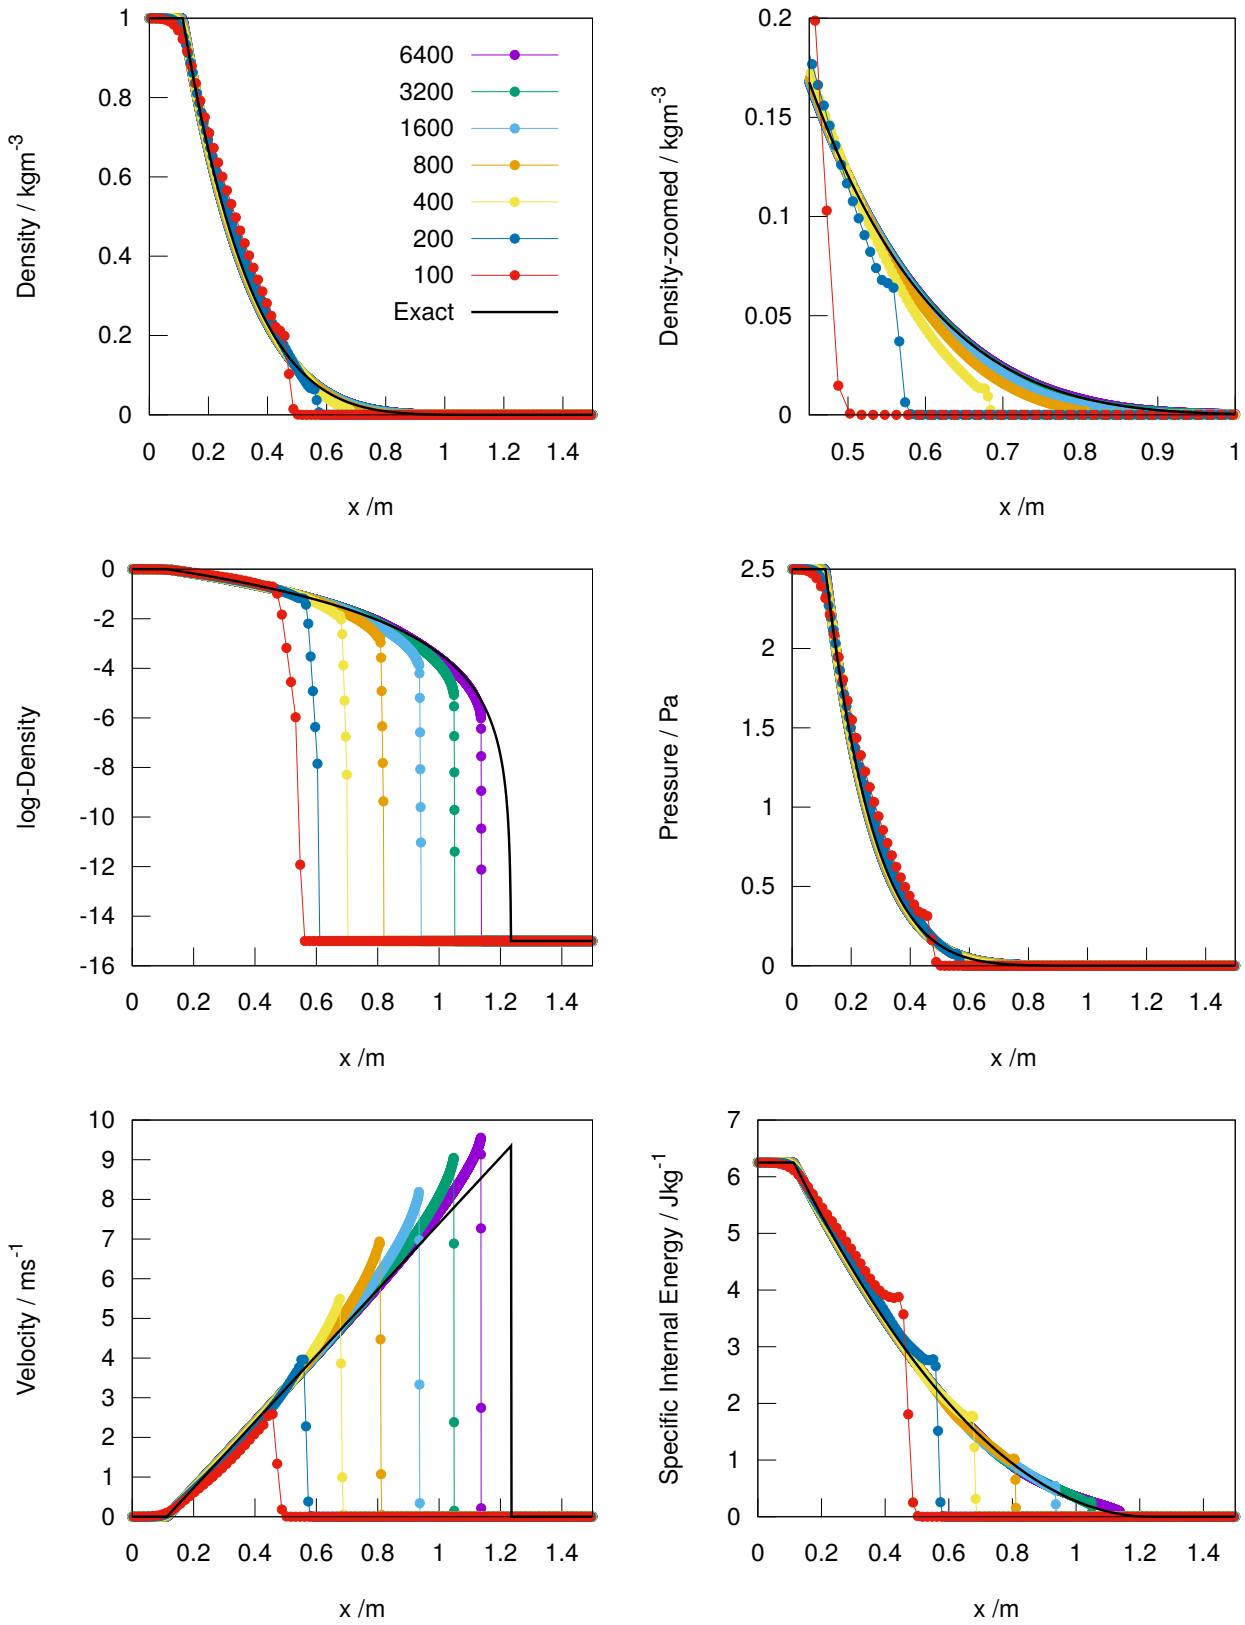 Density / kgm-3
1
0.8
0.6
0.4
0.2
0
0 0.2 0.4 0.6 0.8 1 1.2 1.4
x /m
6400
3200
1600
800
400
200
100
Exact
Density-zoomed / kgm-3
0.2
0.15
0.1
0.05
0
0.5 0.6 0.7 0.8 0.9 1
x /m
log-Density
0
-2
-4
-6
-8
-10
-12
-14
-16
0 0.2 0.4 0.6 0.8 1 1.2 1.4
x /m
Pressure / Pa
2.5
2
1.5
1
0.5
0
0 0.2 0.4 0.6 0.8 1 1.2 1.4
x /m
Velocity / ms-1
10
9
8
7
6
5
4
3
2
1
0
0 0.2 0.4 0.6 0.8 1 1.2 1.4
x /m
Specific Internal Energy / Jkg-1
7
6
5
4
3
2
1
0
0 0.2 0.4 0.6 0.8 1 1.2 1.4
x /m